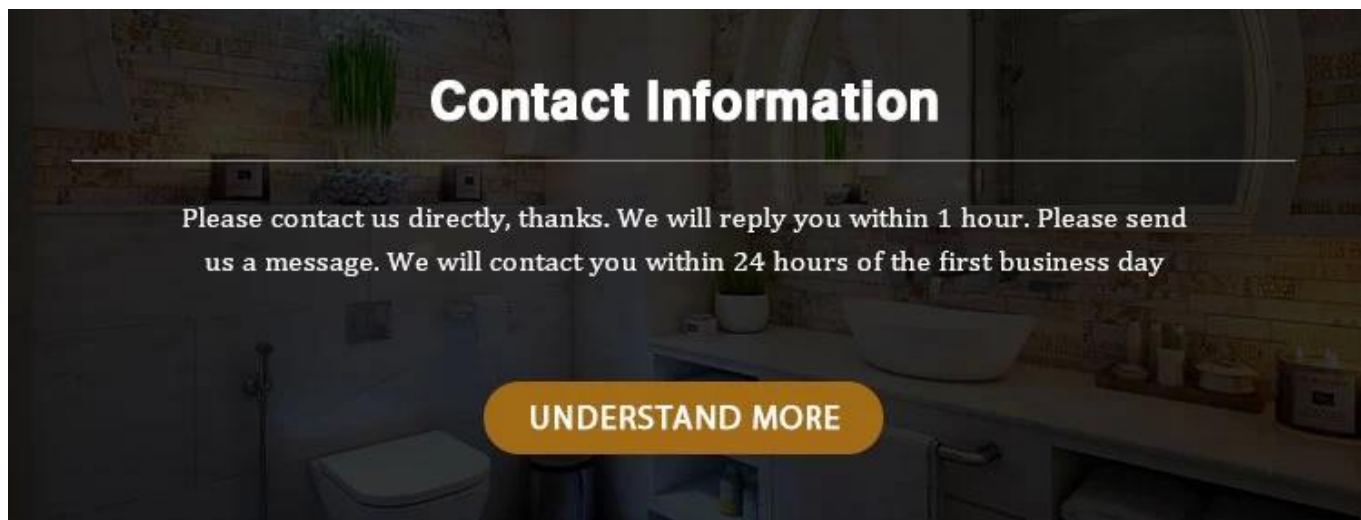 Contact Information
Please contact us directly, thanks. We will reply you within 1 hour. Please send
us a message. We will contact you within 24 hours of the first business day
UNDERSTAND MORE